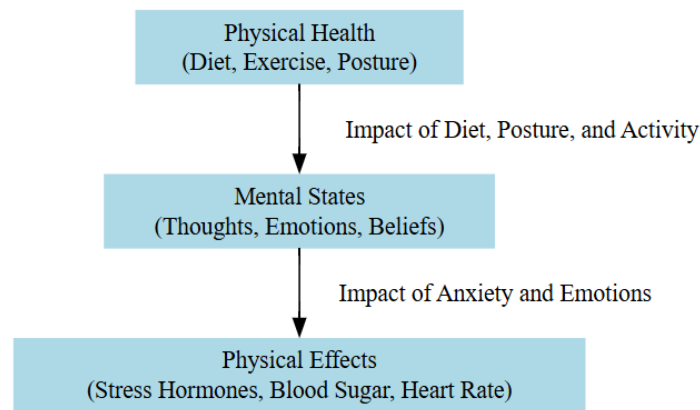 Physical Health
(Diet, Exercise, Posture)
Impact of Diet, Posture, and Activity
Mental States
(Thoughts, Emotions, Beliefs)
Impact of Anxiety and Emotions
Physical Effects
(Stress Hormones, Blood Sugar, Heart Rate)